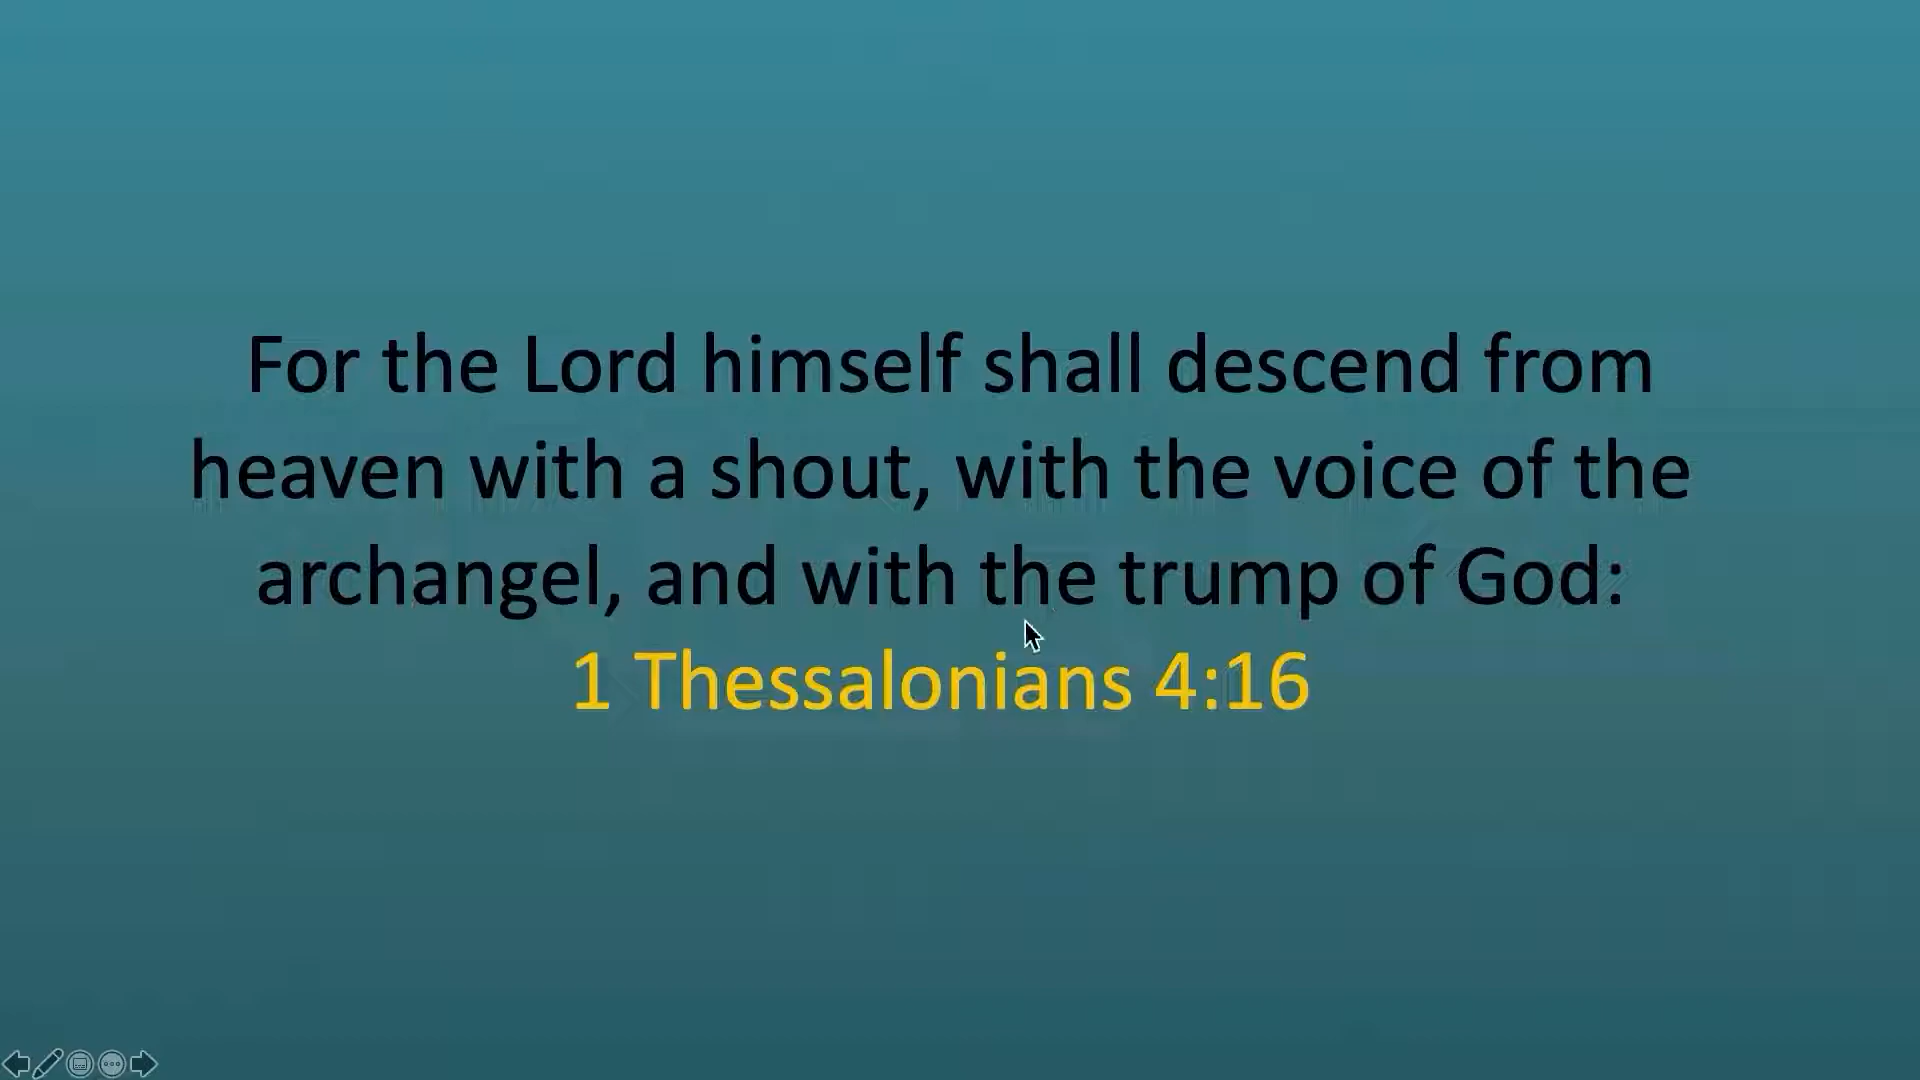 For the Lord himself shall descend from
heaven with a shout, with the voice of the
archangel, and with the trump of God:
1 Thessalonians 4:16